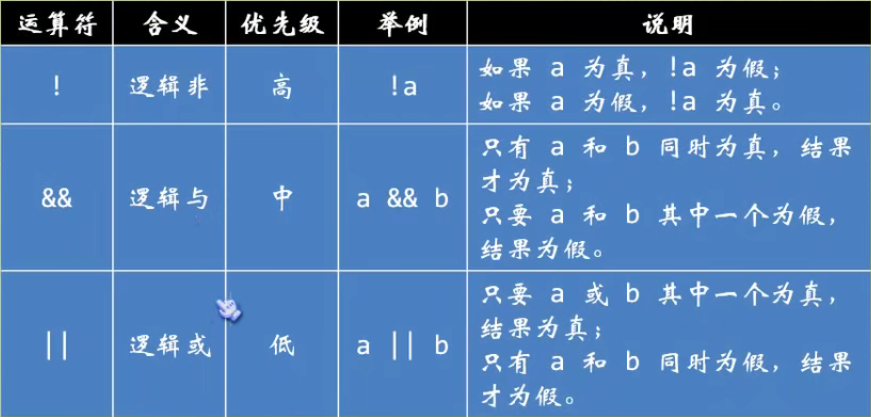 运算符 含义 优先级 举例 说明
! 逻辑非 高 !a 如果 a 为真，!a 为假；
如果 a 为假，!a 为真。
&& 逻辑与 中 a && b 只有 a 和 b 同时为真，结果
才为真；
只要 a 和 b 其中一个为假，
结果为假。
|| 逻辑或 低 a || b 只要 a 或 b 其中一个为真，
结果为真；
只有 a 和 b 同时为假，结果
才为假。